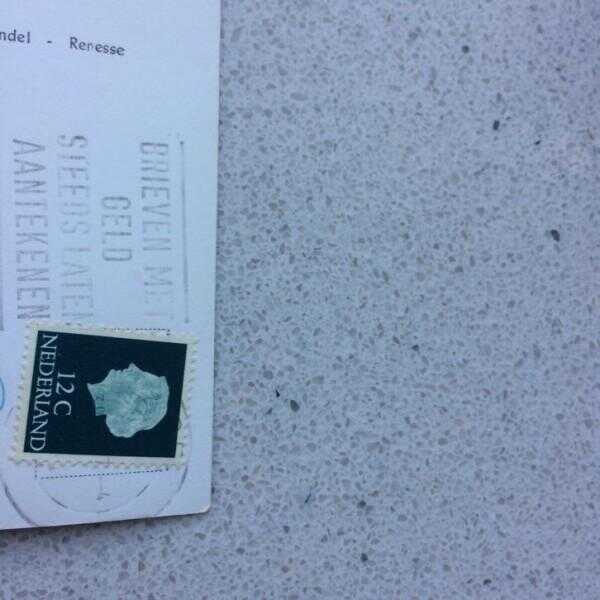 ndel - Renesse
BRIEVEN MET
GELD
STEEDS LATEN
AANTEKENEN
12 C
NEDERLAND